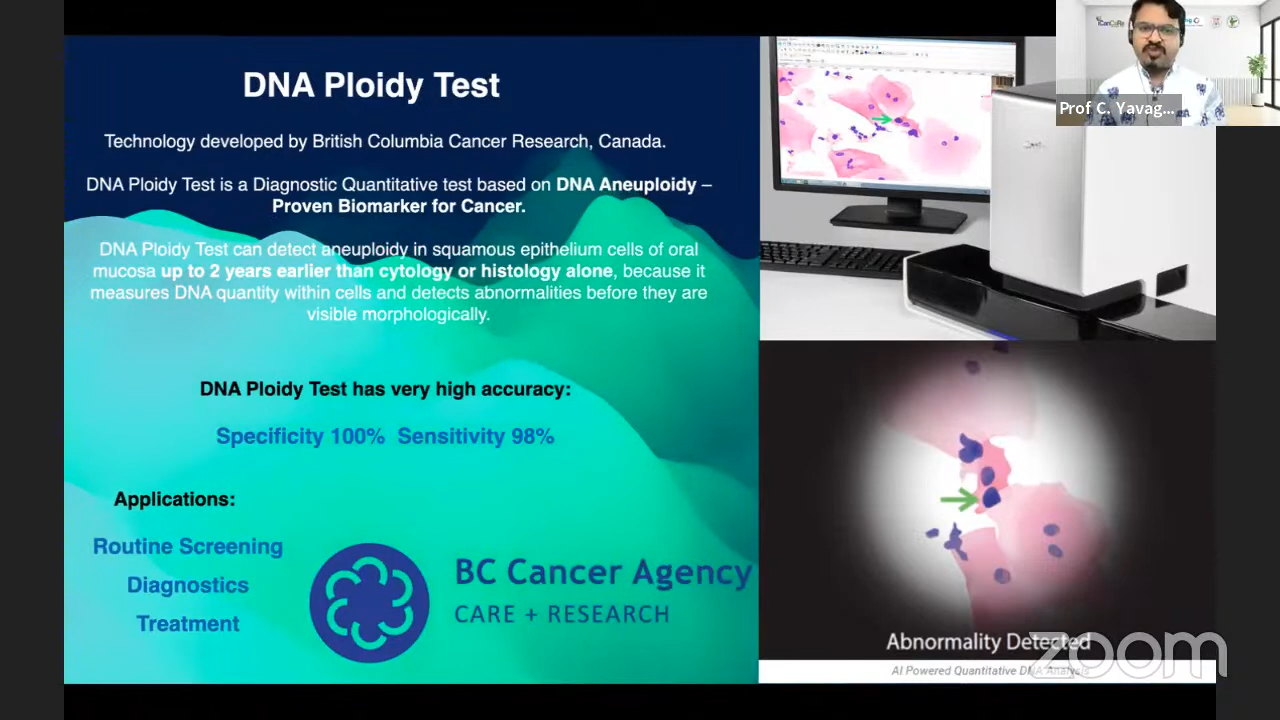 DNA Ploidy Test
Technology developed by British Columbia Cancer Research, Canada.
DNA Ploidy Test is a Diagnostic Quantitative test based on DNA Aneuploidy –
Proven Biomarker for Cancer.
DNA Ploidy Test can detect aneuploidy in squamous epithelium cells of oral
mucosa up to 2 years earlier than cytology or histology alone, because it
measures DNA quantity within cells and detects abnormalities before they are
visible morphologically.
DNA Ploidy Test has very high accuracy:
Specificity 100% Sensitivity 98%
Applications:
Routine Screening
Diagnostics
Treatment
BC Cancer Agency
CARE + RESEARCH
iCanCaRe
Prof C. Yavag...
Abnormality Detected
AI Powered Quantitative DNA Analysis
zoom